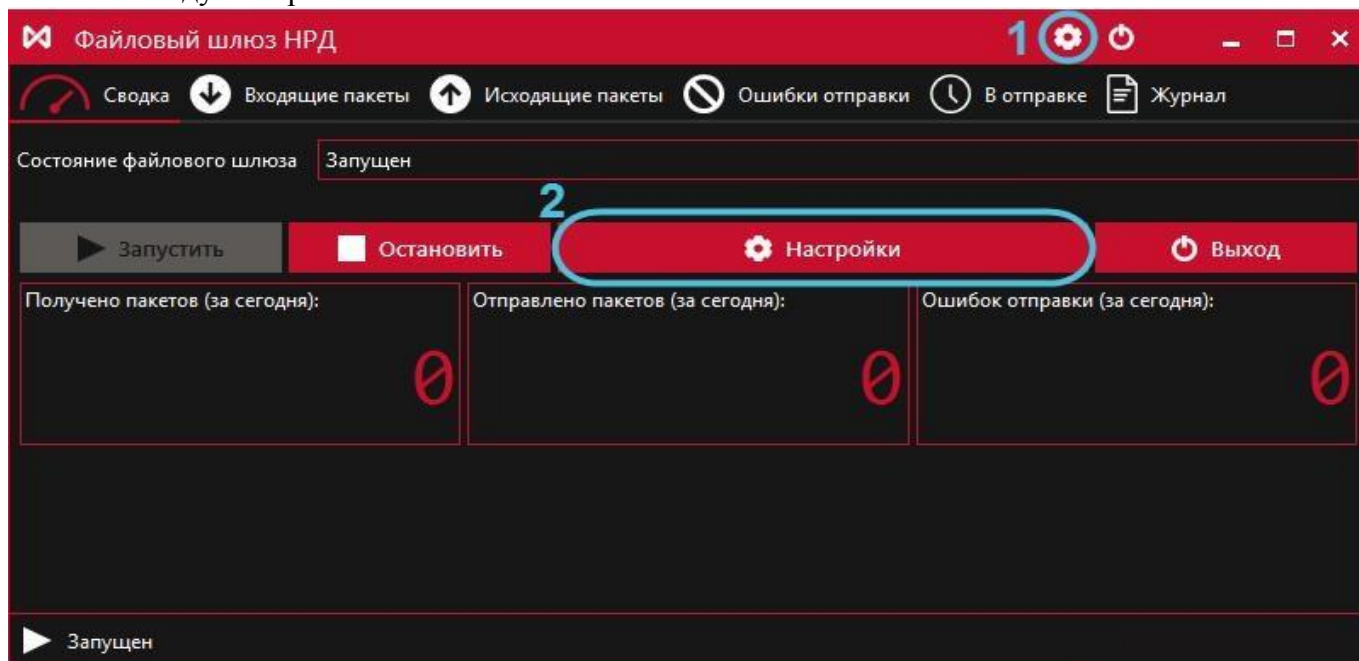 Файловый шлюз НРД 1
Сводка Входящие пакеты Исходящие пакеты Ошибки отправки В отправке Журнал
Состояние файлового шлюза Запущен
2
Запустить Остановить Настройки Выход
Получено пакетов (за сегодня): Отправлено пакетов (за сегодня): Ошибок отправки (за сегодня):
0 0 0
Запущен